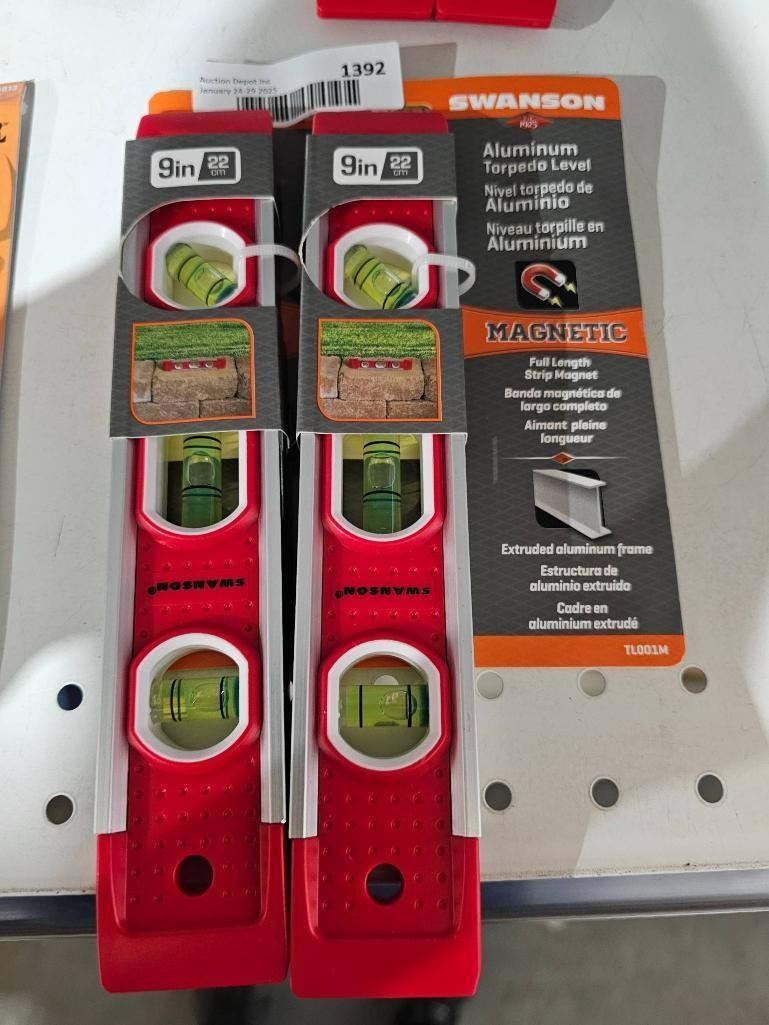 Auction Depot Inc
January 24-29 2025
1392
SWANSON
1925
9in/22
cm
9in/22
cm
Aluminum
Torpedo Level
Nivel torpedo de
Aluminio
Niveau torpille en
Aluminium
MAGNETIC
Full Length
Strip Magnet
Banda magnética de
largo completo
Aimant pleine
longueur
Extruded aluminum frame
Estructura de
aluminio extruido
Cadre en
aluminium extrudé
TL001M
SWANSON®
SWANSON®